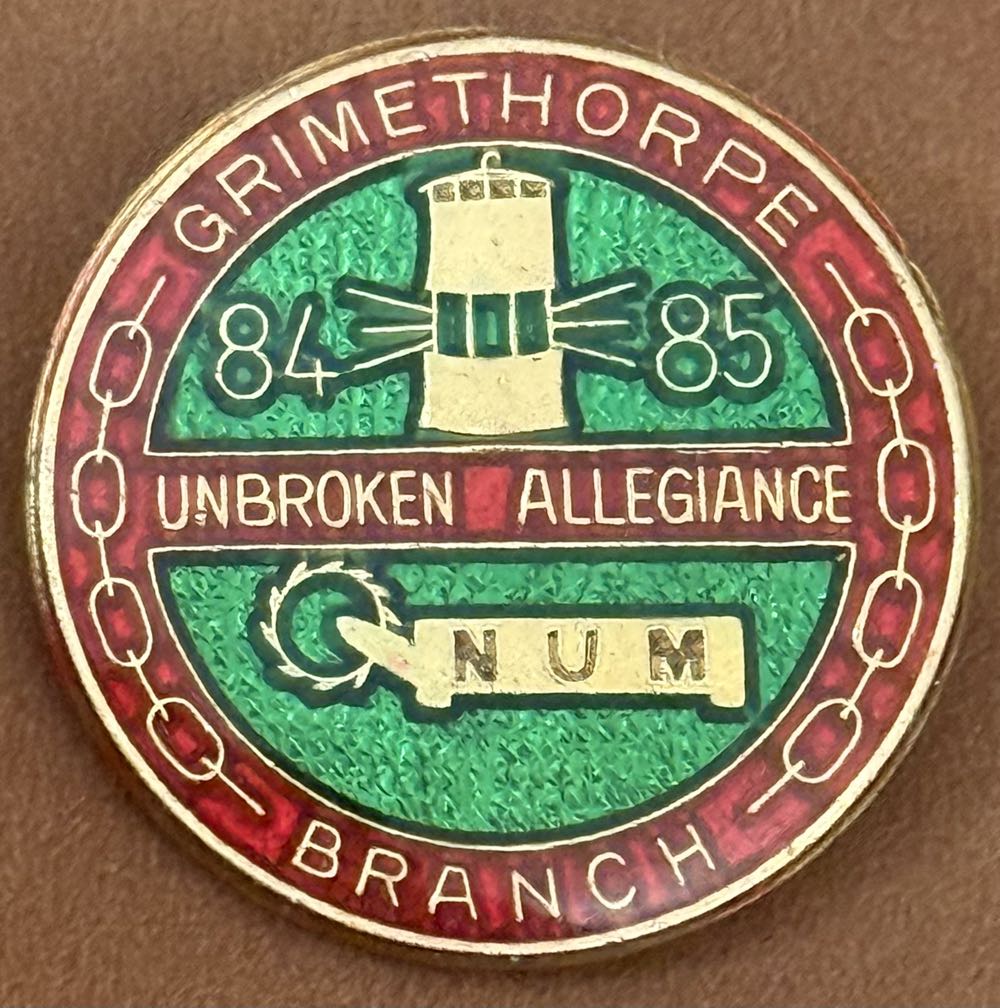 GRIMETHORPE
84 85
UNBROKEN ALLEGIANCE
NUM
BRANCH